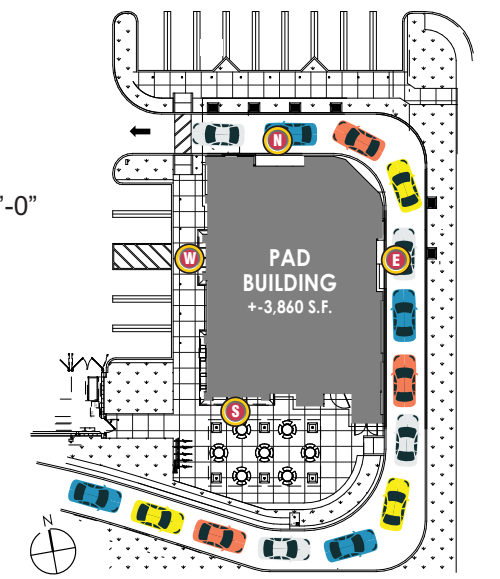 N
'-0”
W
PAD
BUILDING
+-3,860 S.F.
E
S
N